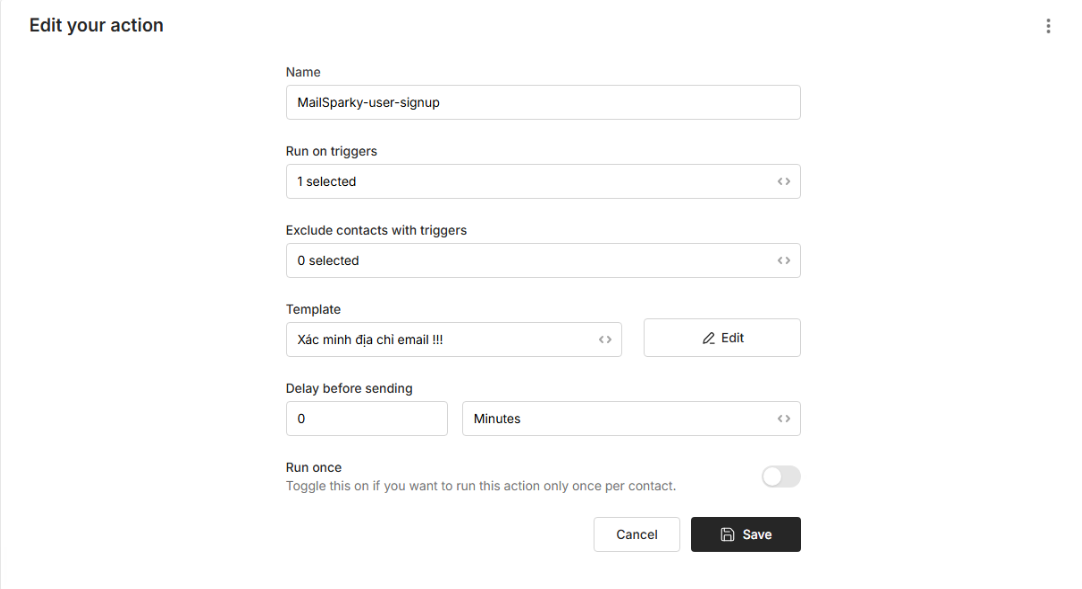 Edit your action
Name
MailSparky-user-signup
Run on triggers
1 selected
Exclude contacts with triggers
0 selected
Template
Xác minh địa chỉ email !!!
Edit
Delay before sending
0
Minutes
Run once
Toggle this on if you want to run this action only once per contact.
Cancel
Save